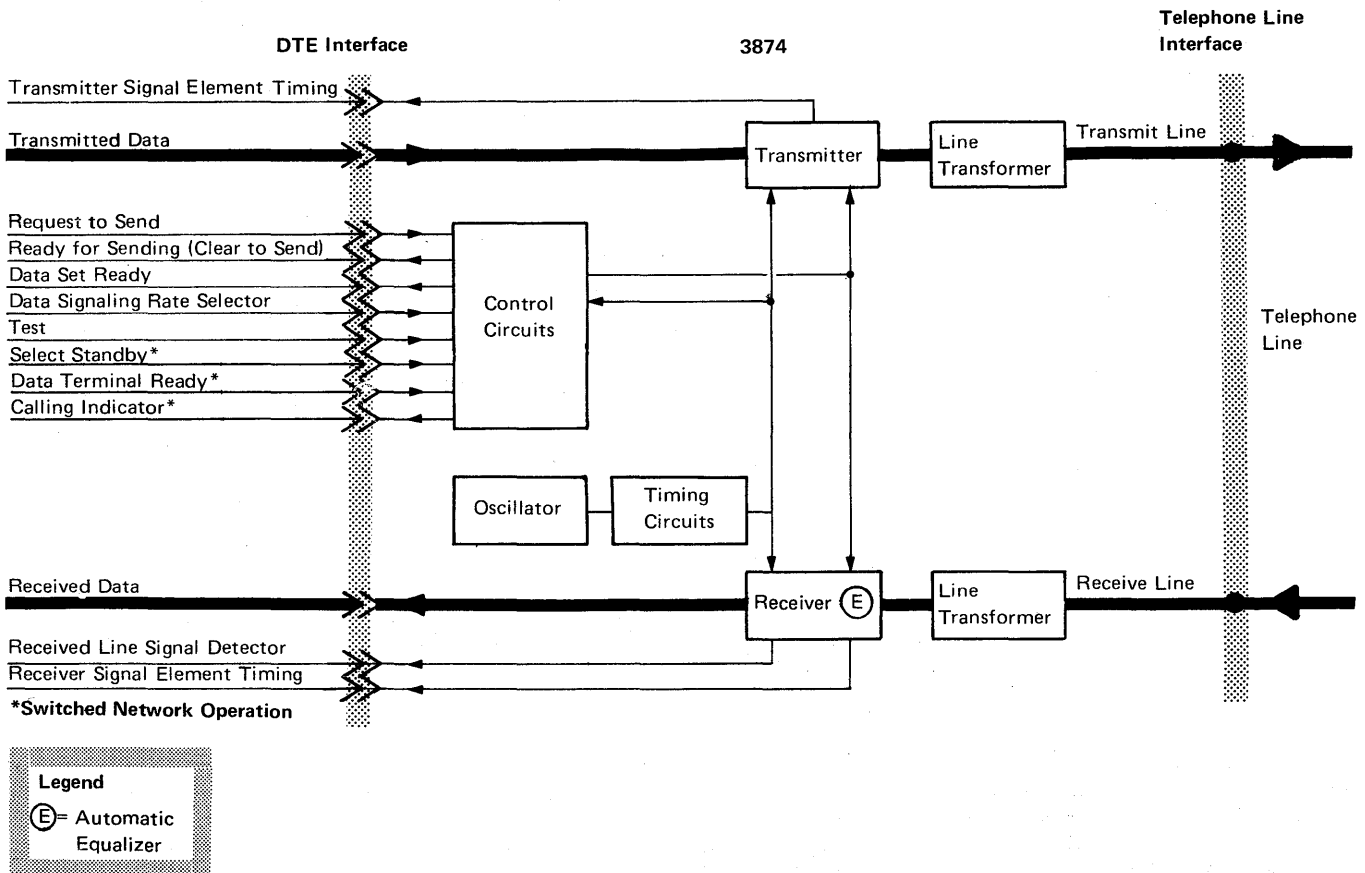 Telephone Line
Interface
DTE Interface
3874
Transmitter Signal Element Timing
Transmitted Data
Transmitter
Line
Transformer
Transmit Line
Request to Send
Ready for Sending (Clear to Send)
Data Set Ready
Data Signaling Rate Selector
Test
Select Standby*
Data Terminal Ready*
Calling Indicator*
Control
Circuits
Telephone
Line
Oscillator
Timing
Circuits
Received Data
Receiver E
Line
Transformer
Receive Line
Received Line Signal Detector
Receiver Signal Element Timing
*Switched Network Operation
Legend
E = Automatic
Equalizer